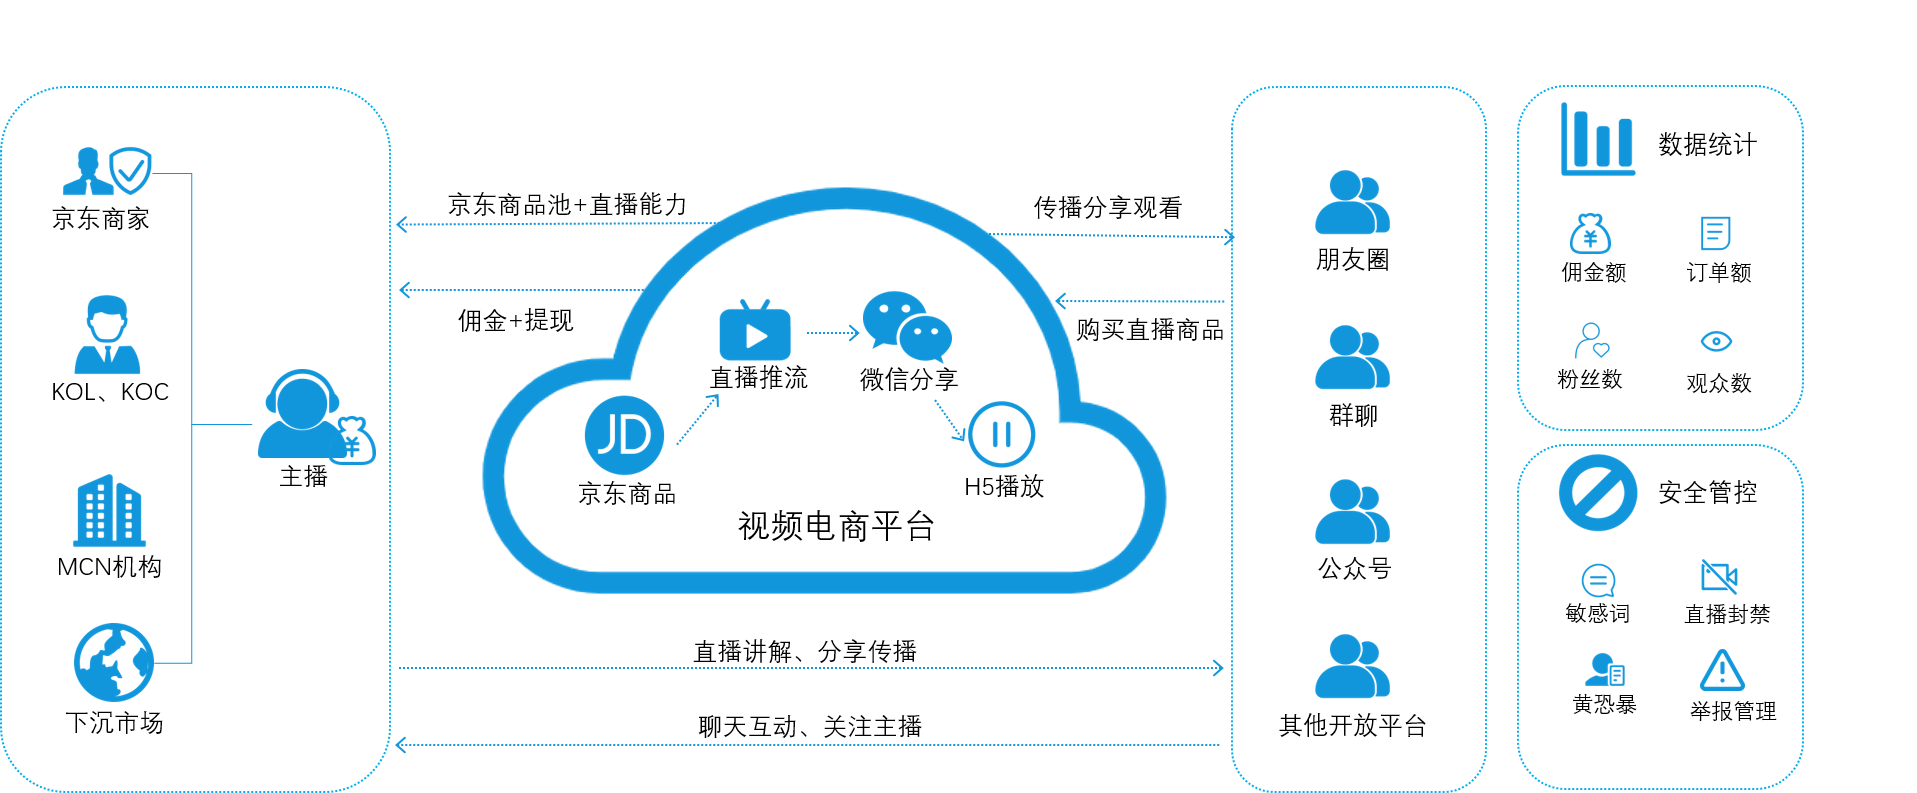 京东商家
KOL、KOC
MCN机构
下沉市场
主播
京东商品池+直播能力
佣金+提现
传播分享观看
购买直播商品
直播推流
微信分享
JD
京东商品
H5播放
视频电商平台
直播讲解、分享传播
聊天互动、关注主播
朋友圈
群聊
公众号
其他开放平台
数据统计
佣金额
订单额
粉丝数
观众数
安全管控
敏感词
直播封禁
黄恐暴
举报管理